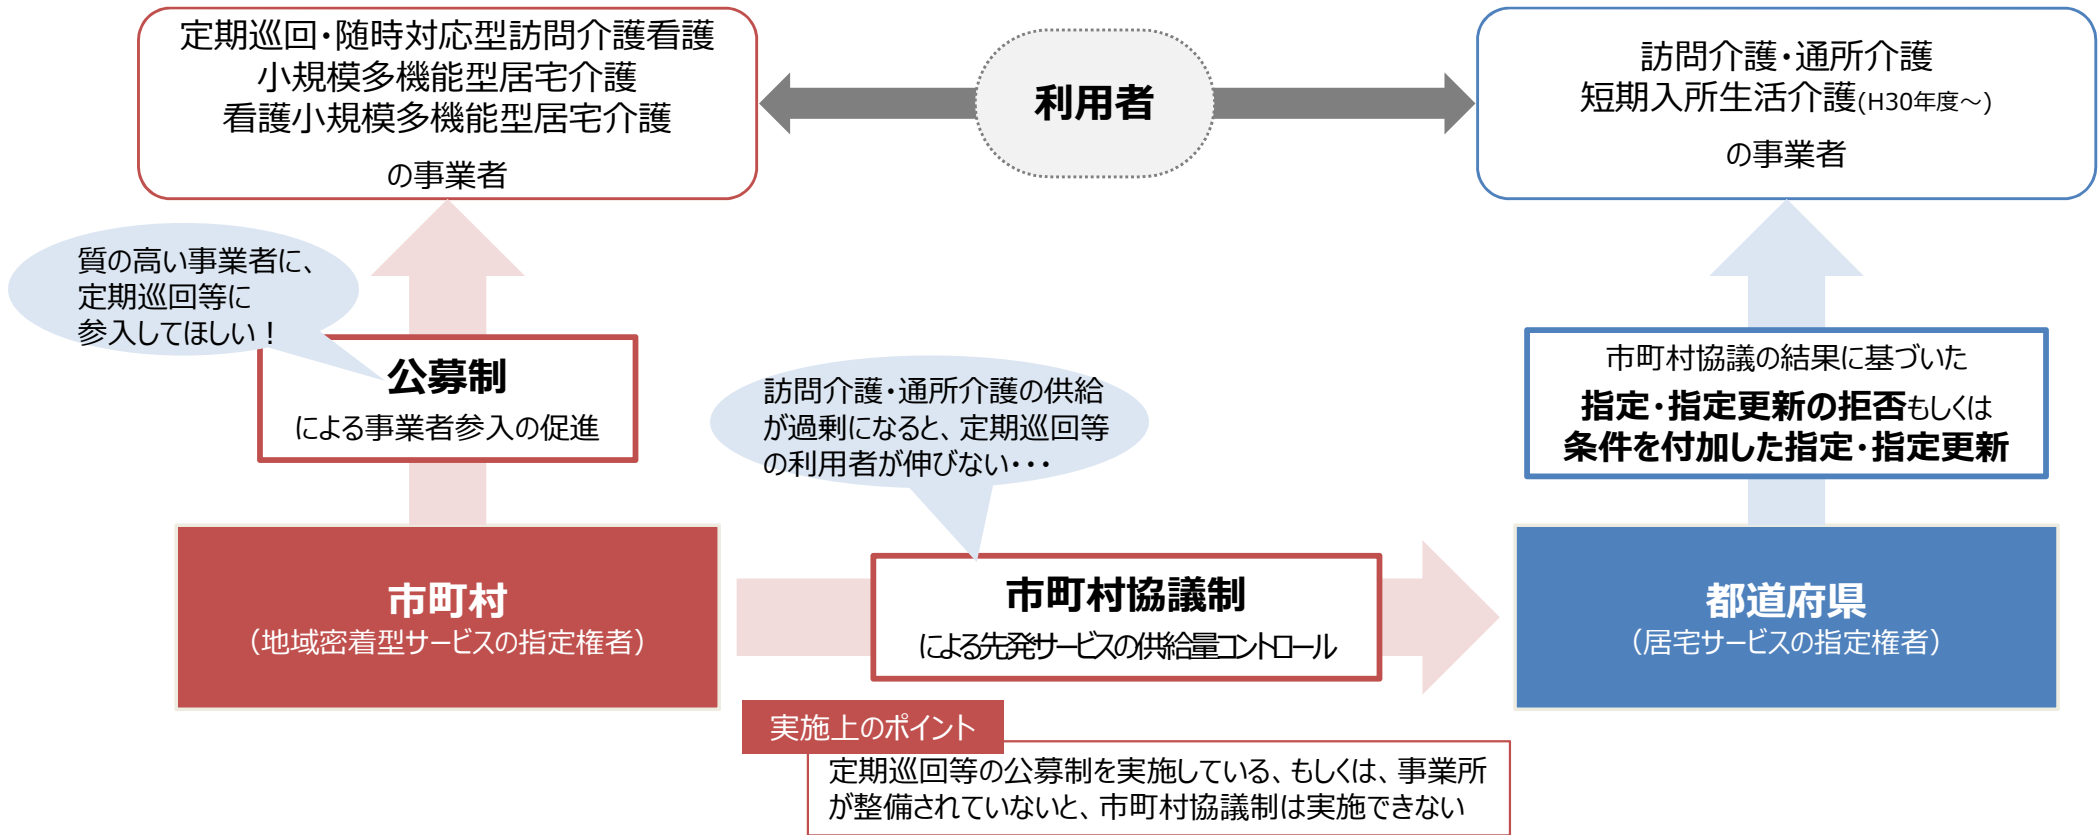 定期巡回・随時対応型訪問介護看護
小規模多機能型居宅介護
看護小規模多機能型居宅介護
の事業者
利用者
訪問介護・通所介護
短期入所生活介護(H30年度～)
の事業者
質の高い事業者に、
定期巡回等に
参入してほしい！
公募制
による事業者参入の促進
訪問介護・通所介護の供給
が過剰になると、定期巡回等
の利用者が伸びない・・・
市町村協議の結果に基づいた
指定・指定更新の拒否もしくは
条件を付加した指定・指定更新
市町村
（地域密着型サービスの指定権者）
市町村協議制
による先発サービスの供給量コントロール
都道府県
（居宅サービスの指定権者）
実施上のポイント
定期巡回等の公募制を実施している、もしくは、事業所
が整備されていないと、市町村協議制は実施できない